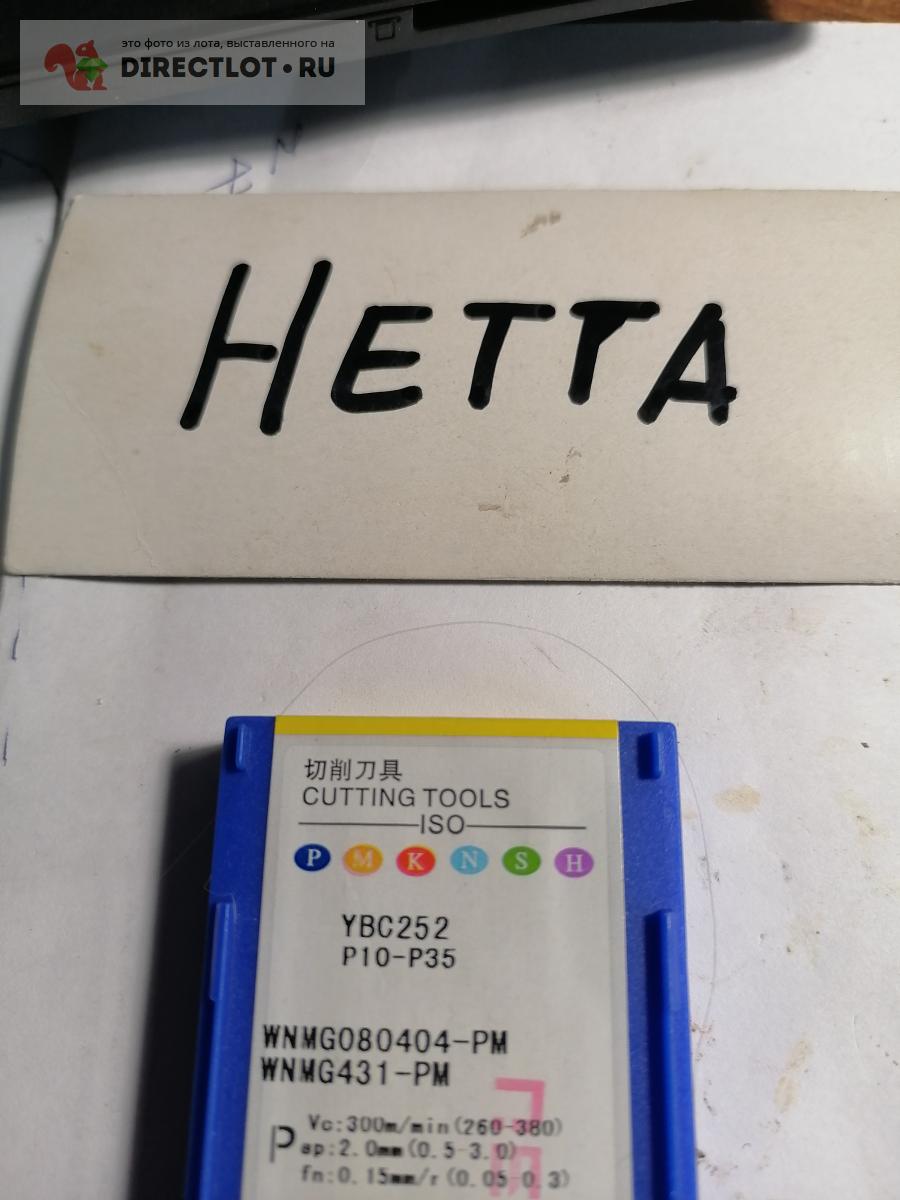 это фото из лота, выставленного на
DIRECTLOT•RU
НЕТТА
切削刀具
CUTTING TOOLS
ISO
P M K N S H
YBC252
P10-P35
WNMG080404-PM
WNMG431-PM
Vc:300m/min(260-380)
P ap:2.0mm(0.5-3.0)
fn:0.15mm/r(0.05-0.3)